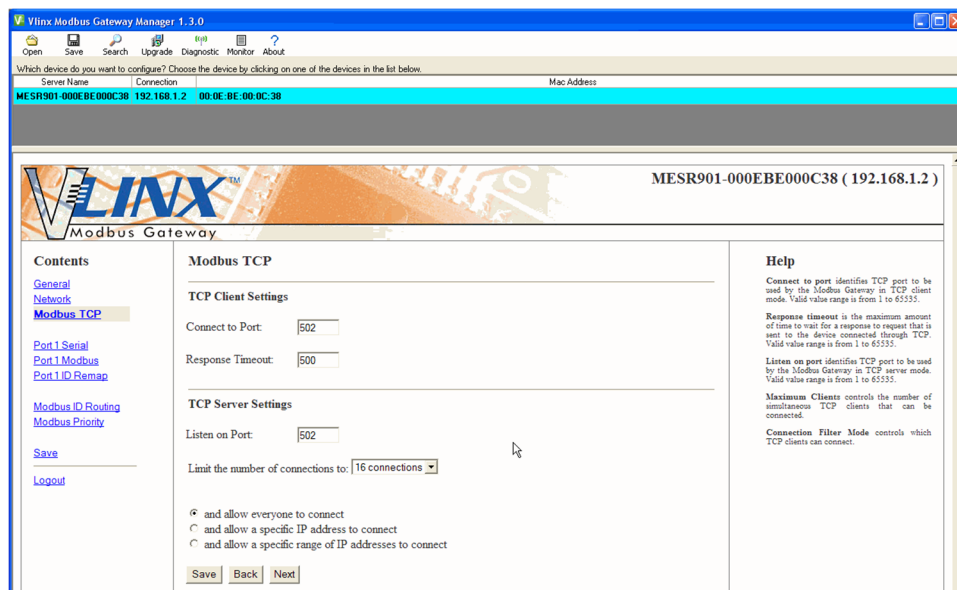 Vlinx Modbus Gateway Manager 1.3.0
Open Save Search Upgrade Diagnostic Monitor About
Which device do you want to configure? Choose the device by clicking on one of the devices in the list below.
Server Name Connection Mac Address
MESR901-000EBE000C38 192.168.1.2 00:0E:BE:00:0C:38
VLINX TM
Modbus Gateway
MESR901-000EBE000C38 ( 192.168.1.2 )
Contents
General
Network
Modbus TCP
Port 1 Serial
Port 1 Modbus
Port 1 ID Remap
Modbus ID Routing
Modbus Priority
Save
Logout
Modbus TCP
TCP Client Settings
Connect to Port: 502
Response Timeout: 500
TCP Server Settings
Listen on Port: 502
Limit the number of connections to: 16 connections
and allow everyone to connect
and allow a specific IP address to connect
and allow a specific range of IP addresses to connect
Save Back Next
Help
Connect to port identifies TCP port to be
used by the Modbus Gateway in TCP client
mode. Valid value range is from 1 to 65535.
Response timeout is the maximum amount
of time to wait for a response to request that is
sent to the device connected through TCP.
Valid value range is from 1 to 65535.
Listen on port identifies TCP port to be used
by the Modbus Gateway in TCP server mode.
Valid value range is from 1 to 65535.
Maximum Clients controls the number of
simultaneous TCP clients that can be
connected.
Connection Filter Mode controls which
TCP clients can connect.